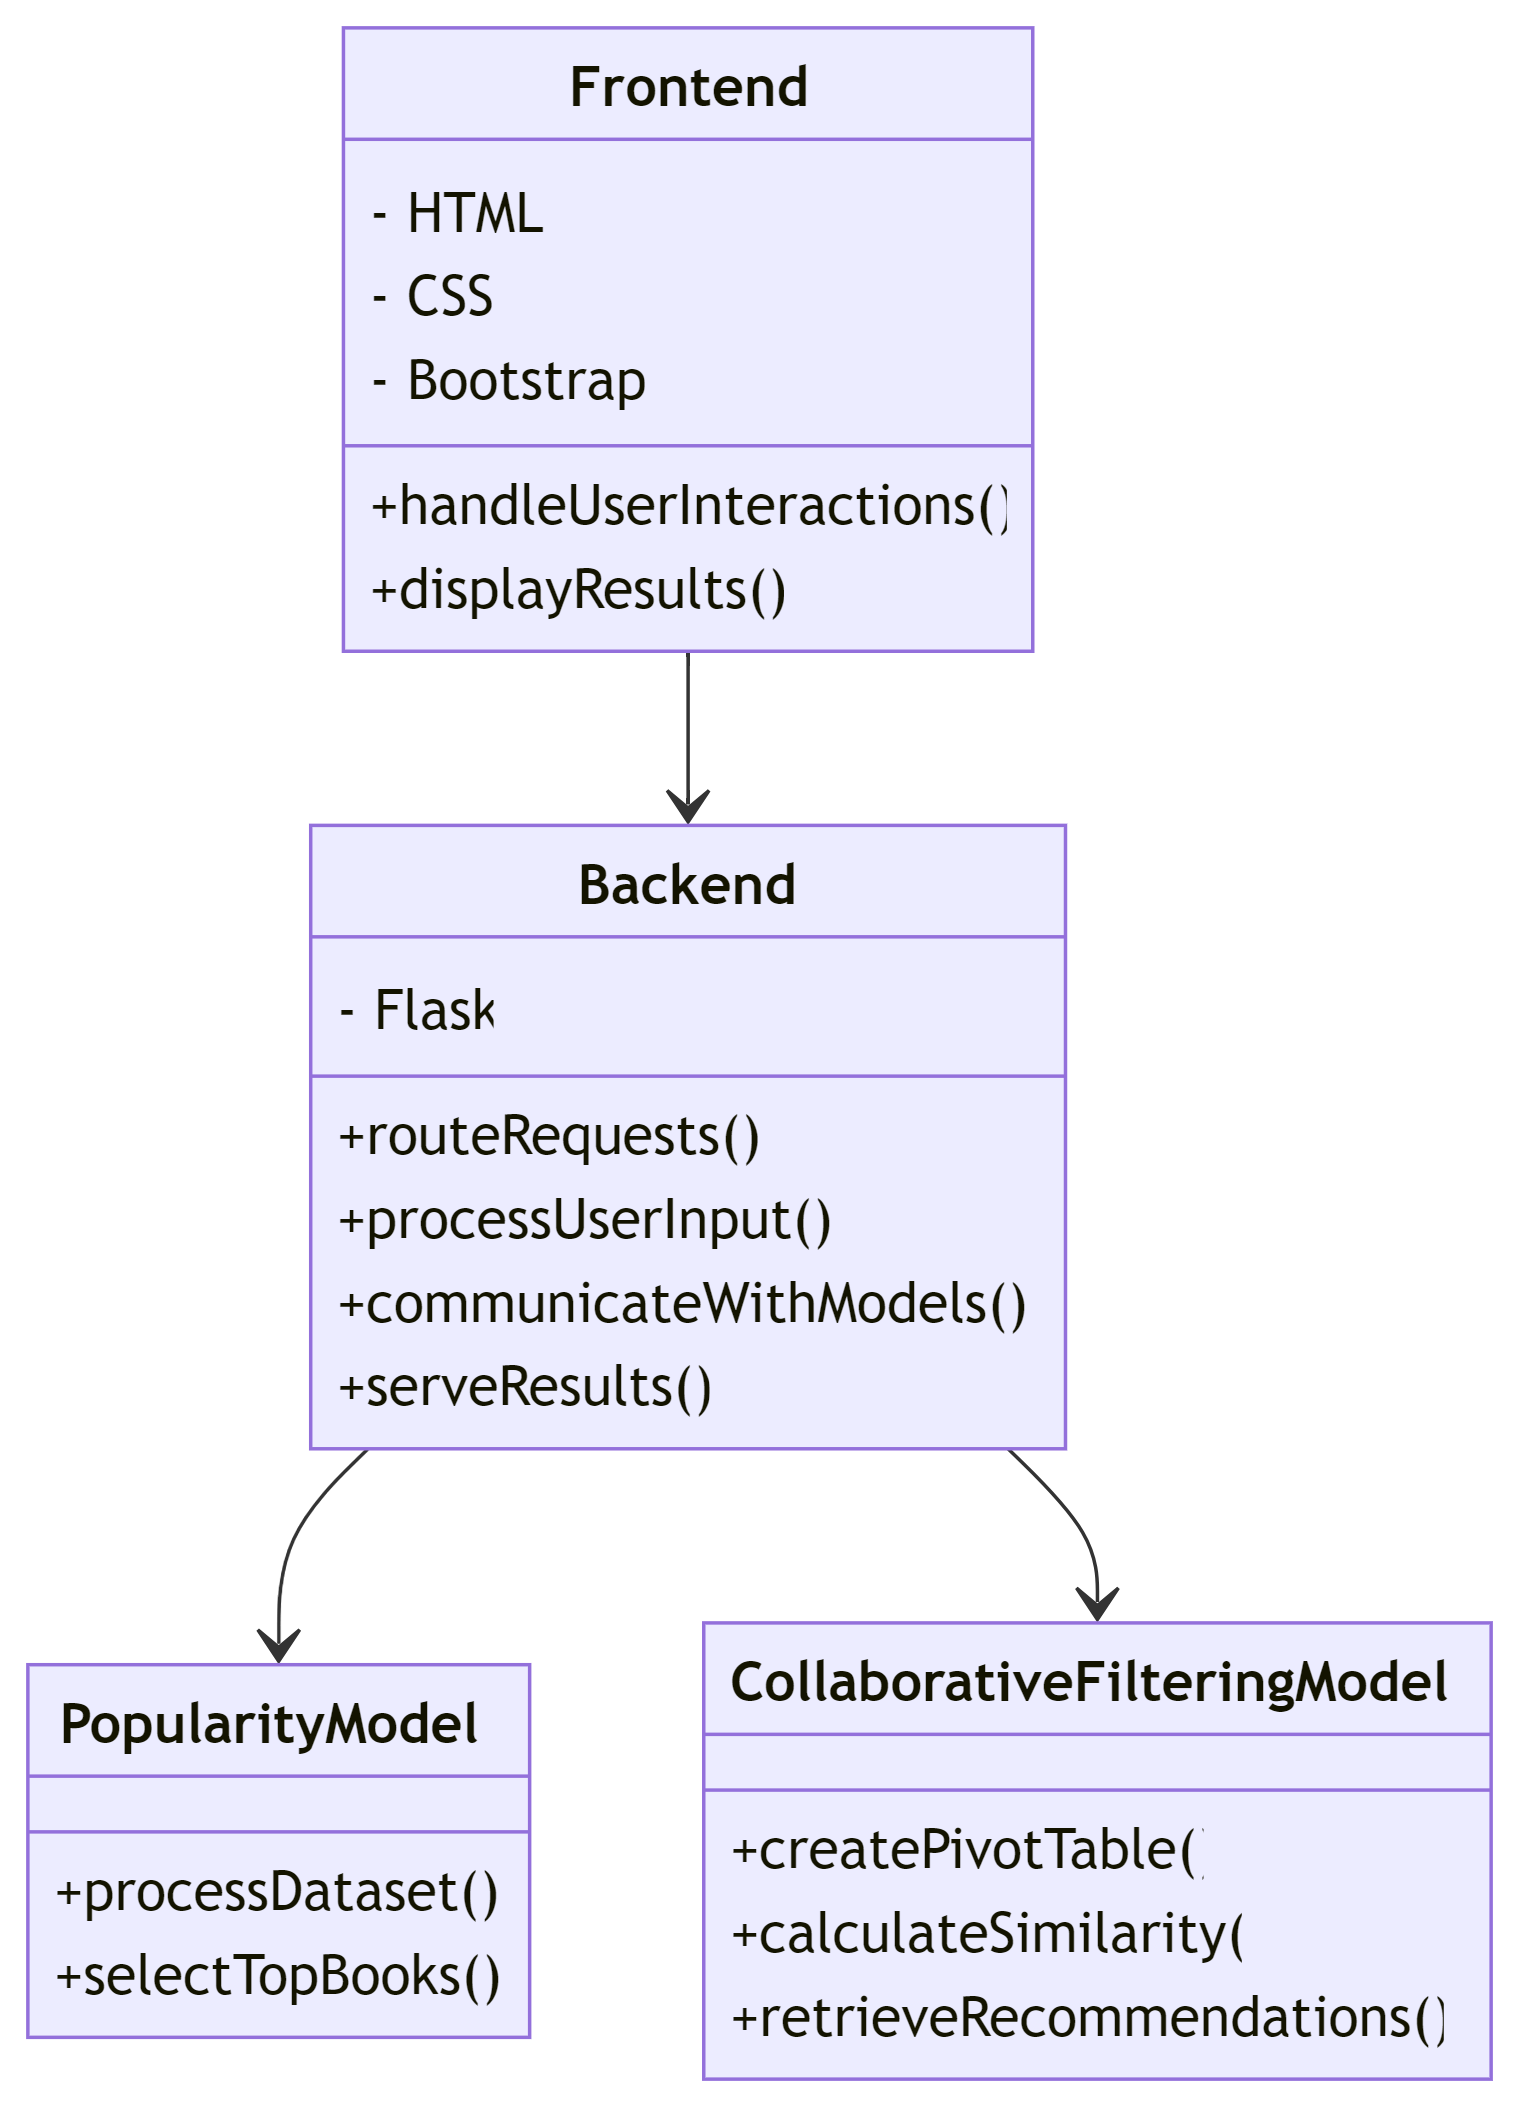 Frontend
- HTML
- CSS
- Bootstrap
+handleUserInteractions()
+displayResults()
Backend
- Flask
+routeRequests()
+processUserInput()
+communicateWithModels()
+serveResults()
PopularityModel
+processDataset()
+selectTopBooks()
CollaborativeFilteringModel
+createPivotTable()
+calculateSimilarity(
+retrieveRecommendations()